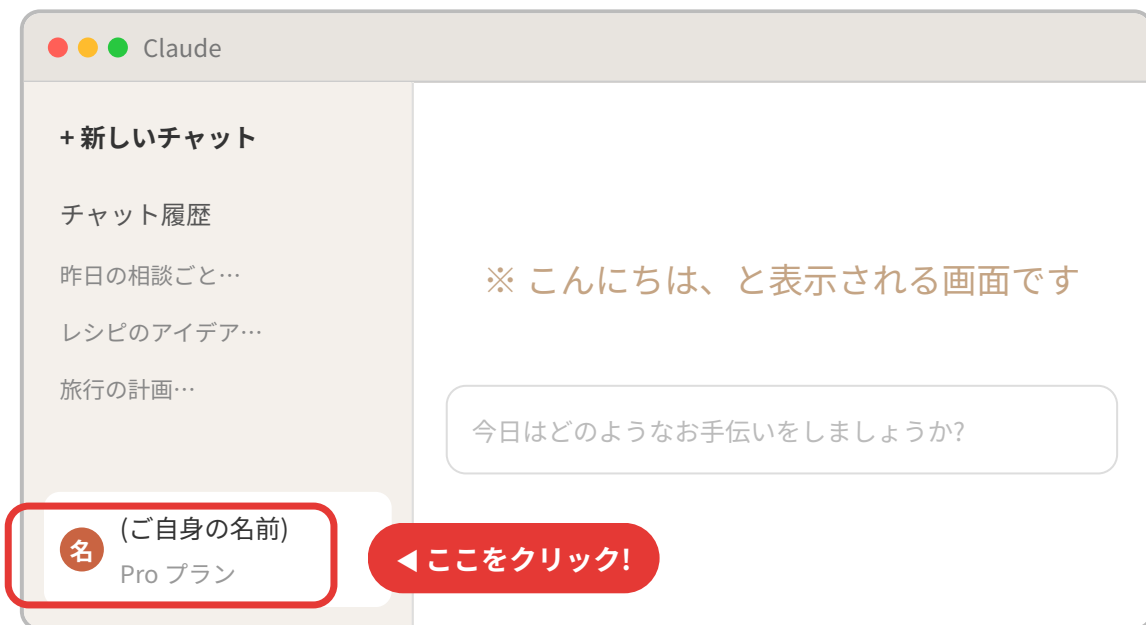 Claude
+ 新しいチャット
チャット履歴
昨日の相談ごと…
レシピのアイデア…
旅行の計画…
※ こんにちは、と表示される画面です
今日はどのようなお手伝いをしましょうか?
名
(ご自身の名前)
Pro プラン
◀ ここをクリック!